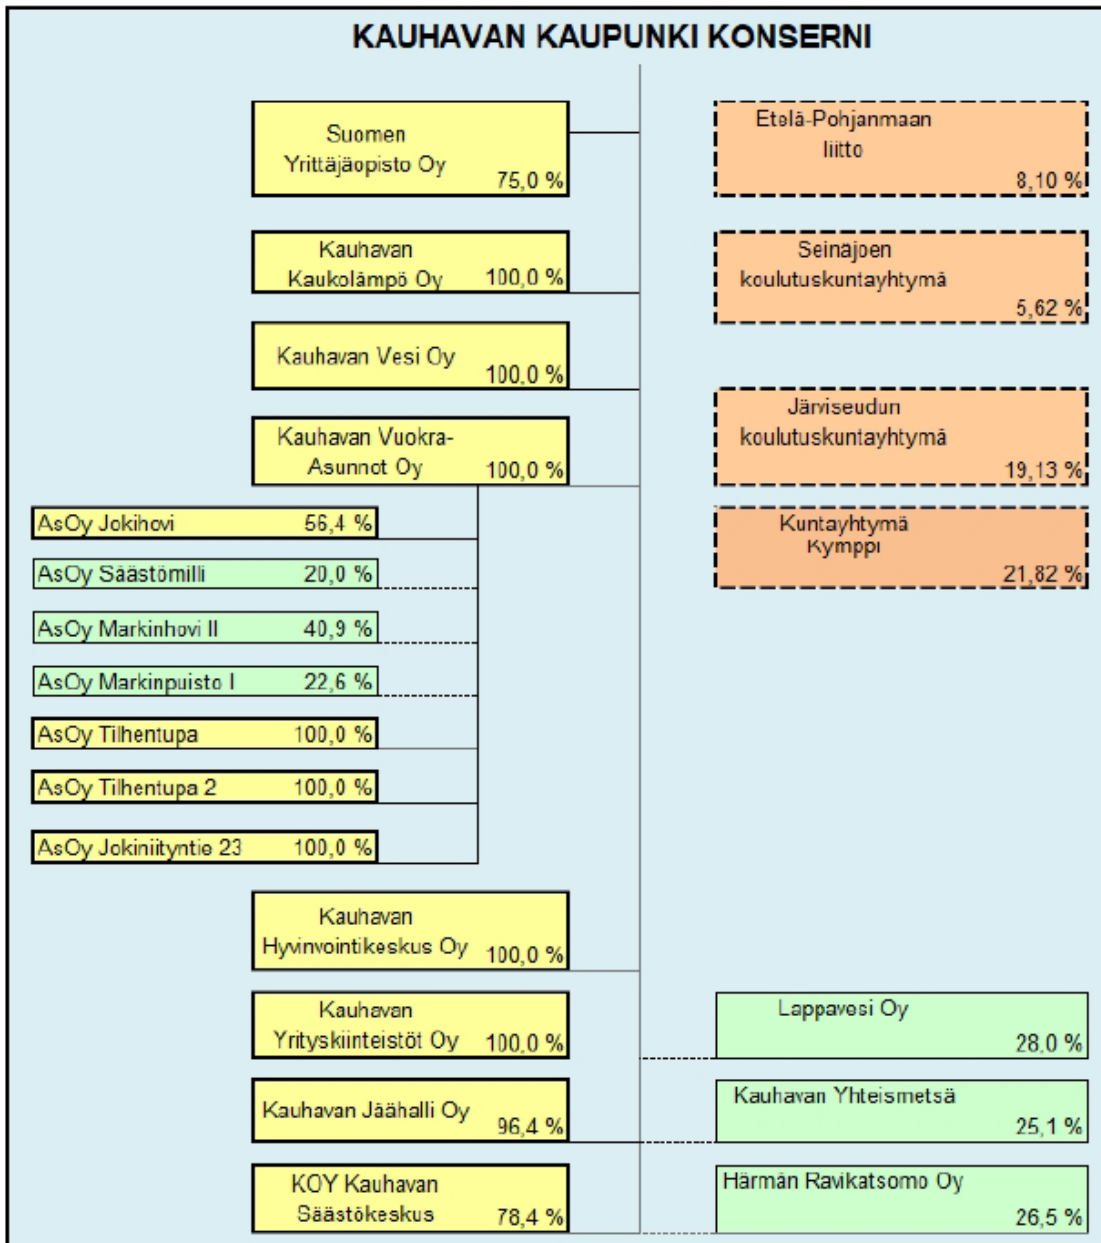 KAUHAVAN KAUPUNKI KONSERNI
Suomen
Yrittäjäopisto Oy
75,0 %
Kauhavan
Kaukolämpö Oy 100,0 %
Kauhavan Vesi Oy
100,0 %
Kauhavan Vuokra-
Asunnot Oy 100,0 %
AsOy Jokihovi 56,4 %
AsOy Säästömilli 20,0 %
AsOy Markinhovi II 40,9 %
AsOy Markinpuisto I 22,6 %
AsOy Tilhentupa 100,0 %
AsOy Tilhentupa 2 100,0 %
AsOy Jokiniityntie 23 100,0 %
Kauhavan
Hyvinvointikeskus Oy 100,0 %
Kauhavan
Yrityskiinteistöt Oy 100,0 %
Kauhavan Jäähalli Oy
96,4 %
KOY Kauhavan
Säästökeskus 78,4 %
Etelä-Pohjanmaan
liitto
8,10 %
Seinäjoen
koulutuskuntayhtymä
5,62 %
Järviseudun
koulutuskuntayhtymä
19,13 %
Kuntayhtymä
Kymppi
21,82 %
Lappavesi Oy
28,0 %
Kauhavan Yhteismetsä
25,1 %
Härmän Ravikatsomo Oy
26,5 %